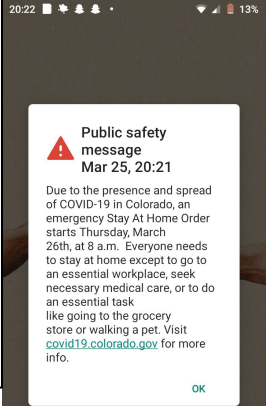 20:22 13%
Public safety
message
Mar 25, 20:21
Due to the presence and spread
of COVID-19 in Colorado, an
emergency Stay At Home Order
starts Thursday, March
26th, at 8 a.m.  Everyone needs
to stay at home except to go to
an essential workplace, seek
necessary medical care, or to do
an essential task
like going to the grocery
store or walking a pet. Visit
covid19.colorado.gov for more
info.
OK